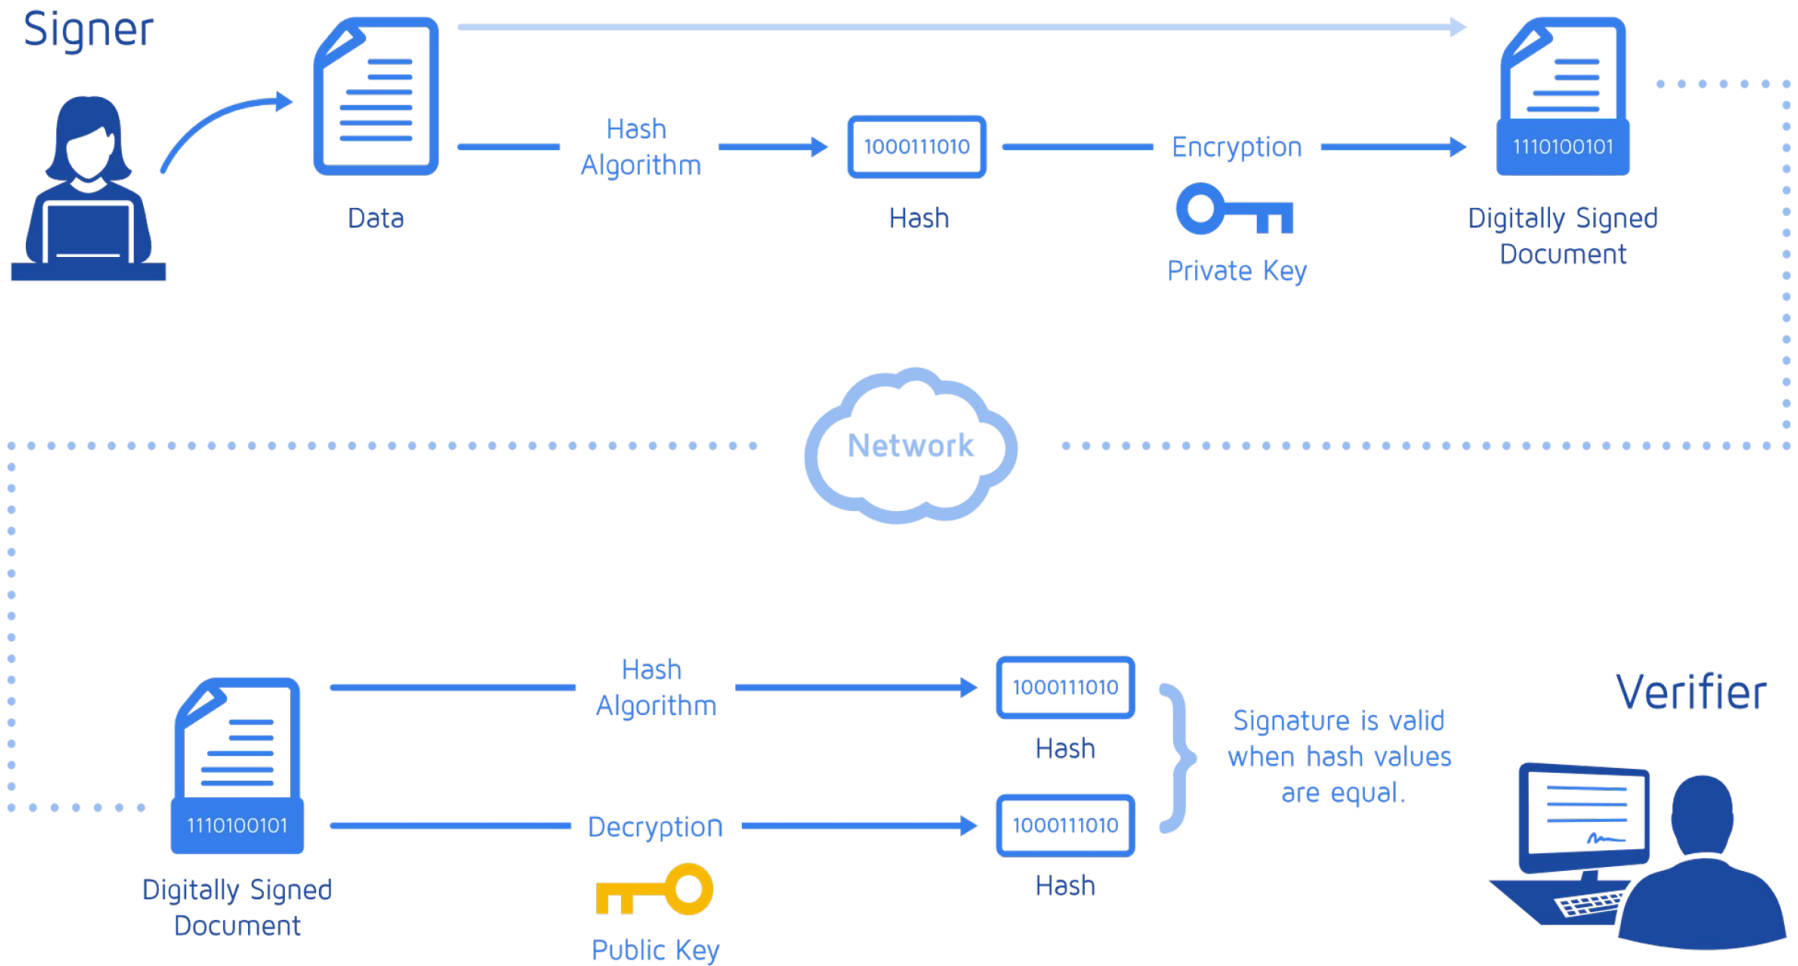 Signer
Hash
Algorithm
1000111010
Encryption
1110100101
Data
Hash
Private Key
Digitally Signed
Document
Network
Hash
Algorithm
1000111010
Hash
Signature is valid
when hash values
are equal.
Verifier
1110100101
Decryption
1000111010
Hash
Digitally Signed
Document
Public Key